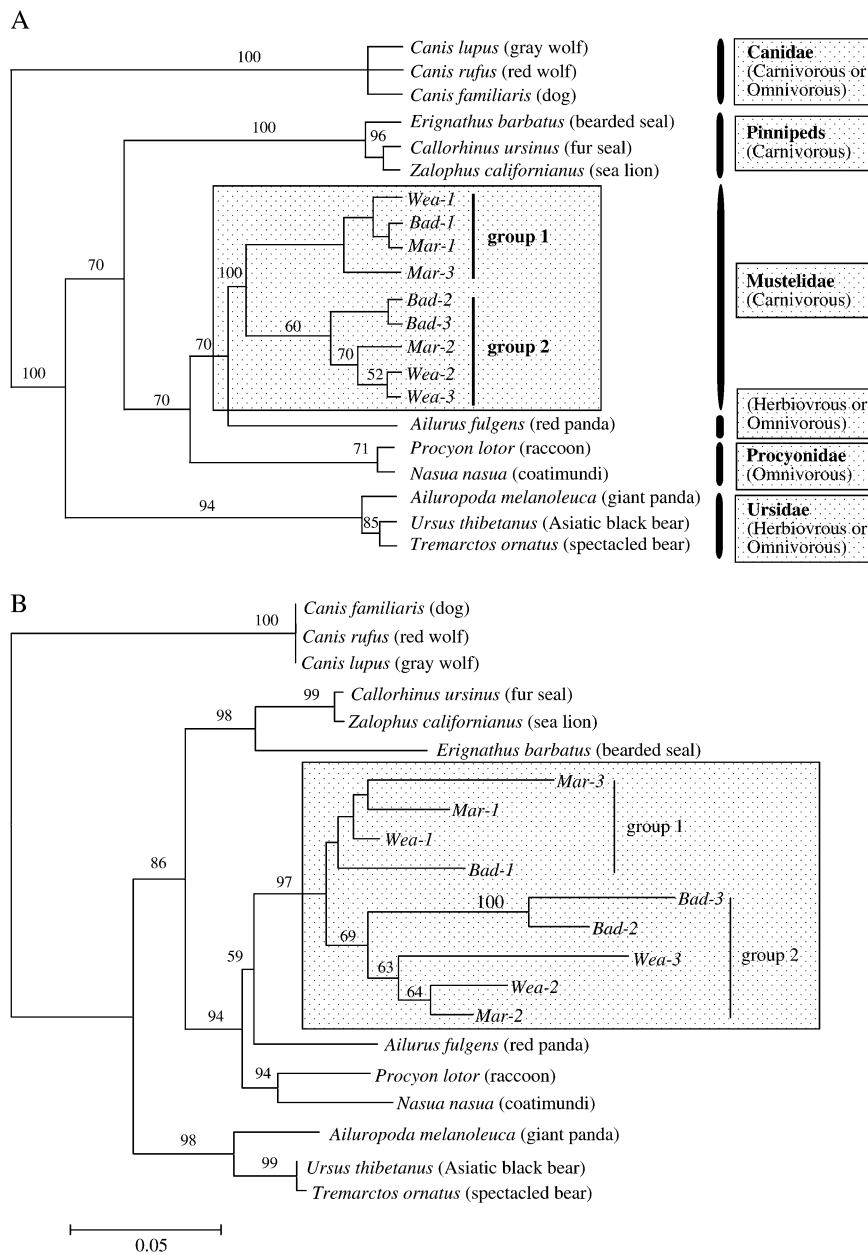 A
100
Canis lupus (gray wolf)
Canis rufus (red wolf)
Canis familiaris (dog)
Canidae
(Carnivorous or
Omnivorous)
100
96
Erignathus barbatus (bearded seal)
Callorhinus ursinus (fur seal)
Zalophus californianus (sea lion)
Pinnipeds
(Carnivorous)
70
100
Wea-1
Bad-1
Mar-1
Mar-3
group 1
60
70
52
Bad-2
Bad-3
Mar-2
Wea-2
Wea-3
group 2
Mustelidae
(Carnivorous)
100
70
70
Ailurus fulgens (red panda)
(Herbiovrous or
Omnivorous)
71
Procyon lotor (raccoon)
Nasua nasua (coatimundi)
Procyonidae
(Omnivorous)
94
85
Ailuropoda melanoleuca (giant panda)
Ursus thibetanus (Asiatic black bear)
Tremarctos ornatus (spectacled bear)
Ursidae
(Herbiovrous or
Omnivorous)
B
100
Canis familiaris (dog)
Canis rufus (red wolf)
Canis lupus (gray wolf)
98
99
Callorhinus ursinus (fur seal)
Zalophus californianus (sea lion)
Erignathus barbatus (bearded seal)
86
97
Mar-3
Mar-1
Wea-1
Bad-1
group 1
69
100
63
64
Bad-3
Bad-2
Wea-3
Wea-2
Mar-2
group 2
59
94
Ailurus fulgens (red panda)
94
Procyon lotor (raccoon)
Nasua nasua (coatimundi)
98
99
Ailuropoda melanoleuca (giant panda)
Ursus thibetanus (Asiatic black bear)
Tremarctos ornatus (spectacled bear)
0.05